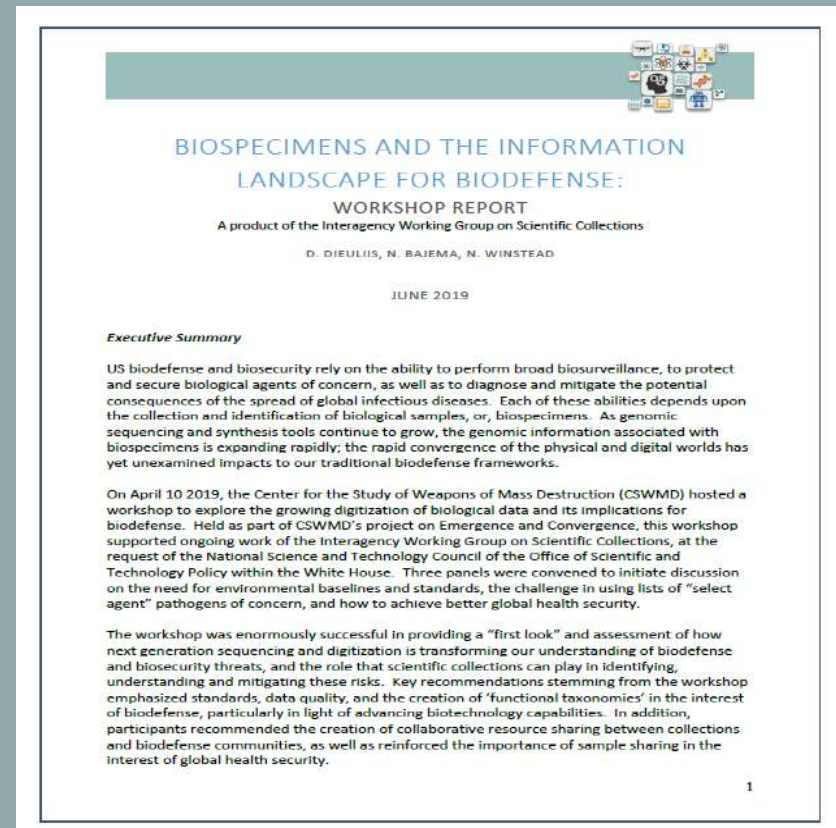 BIOSPECIMENS AND THE INFORMATION
LANDSCAPE FOR BIODEFENSE:
WORKSHOP REPORT
A product of the Interagency Working Group on Scientific Collections
D. DIEULIIS, N. BAJEMA, N. WINSTEAD
JUNE 2019
Executive Summary
US biodefense and biosecurity rely on the ability to perform broad biosurveillance, to protect
and secure biological agents of concern, as well as to diagnose and mitigate the potential
consequences of the spread of global infectious diseases. Each of these abilities depends upon
the collection and identification of biological samples, or, biospecimens. As genomic
sequencing and synthesis tools continue to grow, the genomic information associated with
biospecimens is expanding rapidly; the rapid convergence of the physical and digital worlds has
yet unexamined impacts to our traditional biodefense frameworks.
On April 10 2019, the Center for the Study of Weapons of Mass Destruction (CSWMD) hosted a
workshop to explore the growing digitization of biological data and its implications for
biodefense. Held as part of CSWMD's project on Emergence and Convergence, this workshop
supported ongoing work of the Interagency Working Group on Scientific Collections, at the
request of the National Science and Technology Council of the Office of Scientific and
Technology Policy within the White House. Three panels were convened to initiate discussion
on the need for environmental baselines and standards, the challenge in using lists of "select
agent" pathogens of concern, and how to achieve better global health security.
The workshop was enormously successful in providing a "first look" and assessment of how
next generation sequencing and digitization is transforming our understanding of biodefense
and biosecurity threats, and the role that scientific collections can play in identifying,
understanding and mitigating these risks. Key recommendations stemming from the workshop
emphasized standards, data quality, and the creation of 'functional taxonomies' in the interest
of biodefense, particularly in light of advancing biotechnology capabilities. In addition,
participants recommended the creation of collaborative resource sharing between collections
and biodefense communities, as well as reinforced the importance of sample sharing in the
interest of global health security.
1